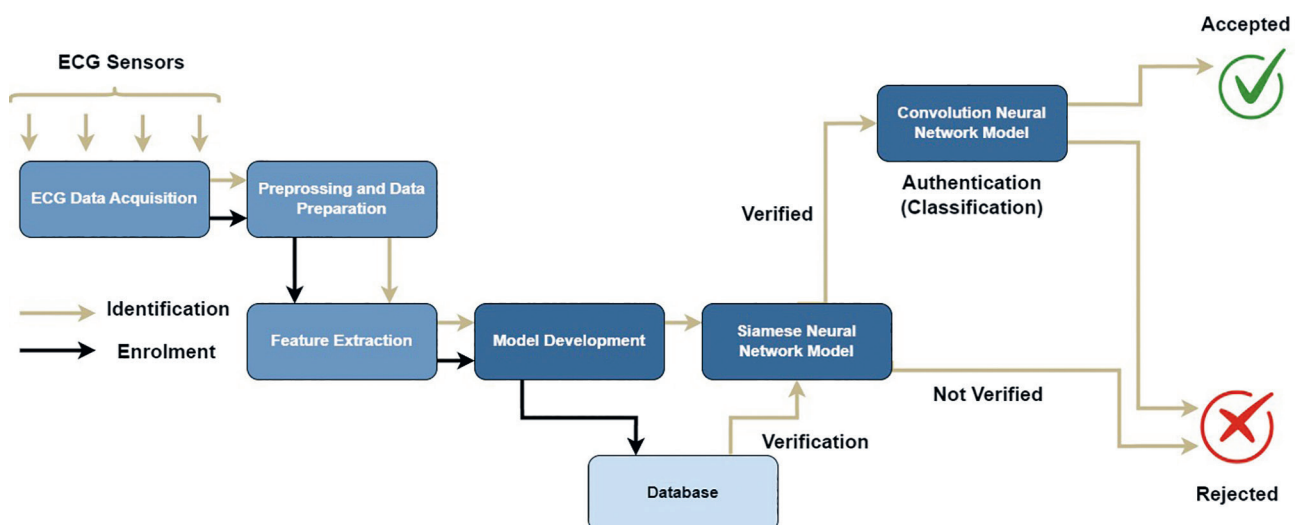 Accepted
ECG Sensors
Convolution Neural
Network Model
ECG Data Acquisition
Preprossing and Data
Preparation
Authentication
(Classification)
Verified
Identification
Enrolment
Feature Extraction
Model Development
Siamese Neural
Network Model
Not Verified
Verification
Database
Rejected